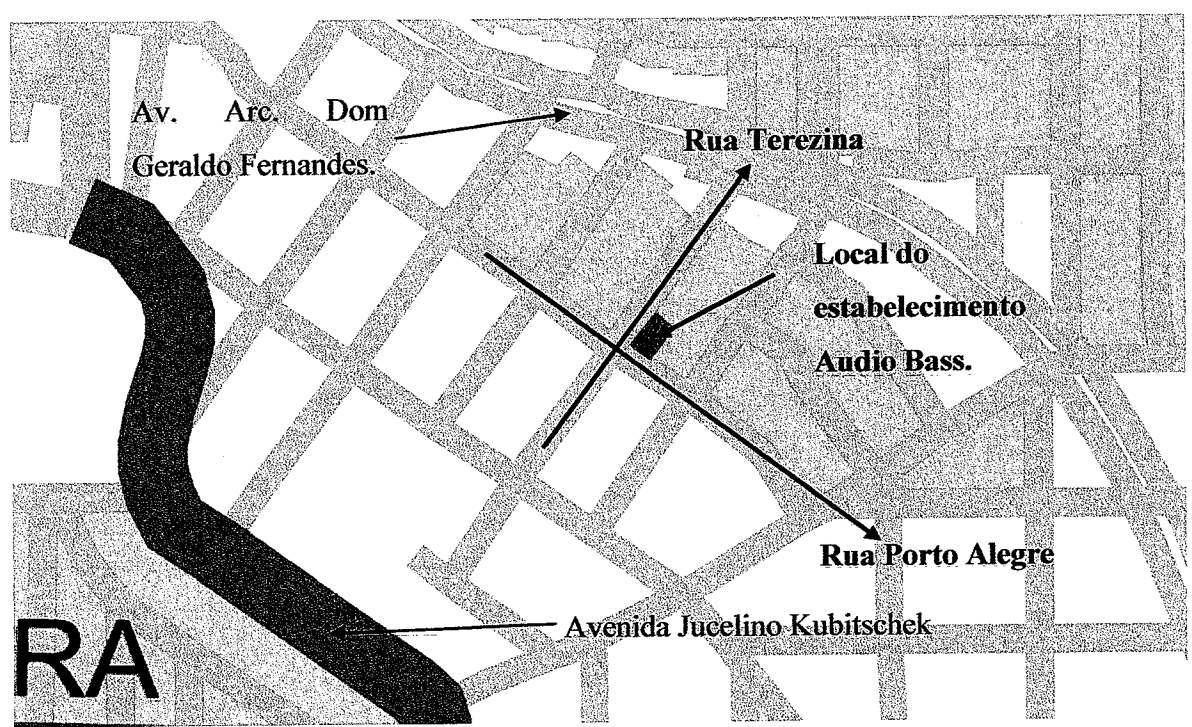 Av. Arc. Dom
Geraldo Fernandes.
Rua Terezina
Local do
estabelecimento
Audio Bass.
Rua Porto Alegre
Avenida Jucelino Kubitschek
RA